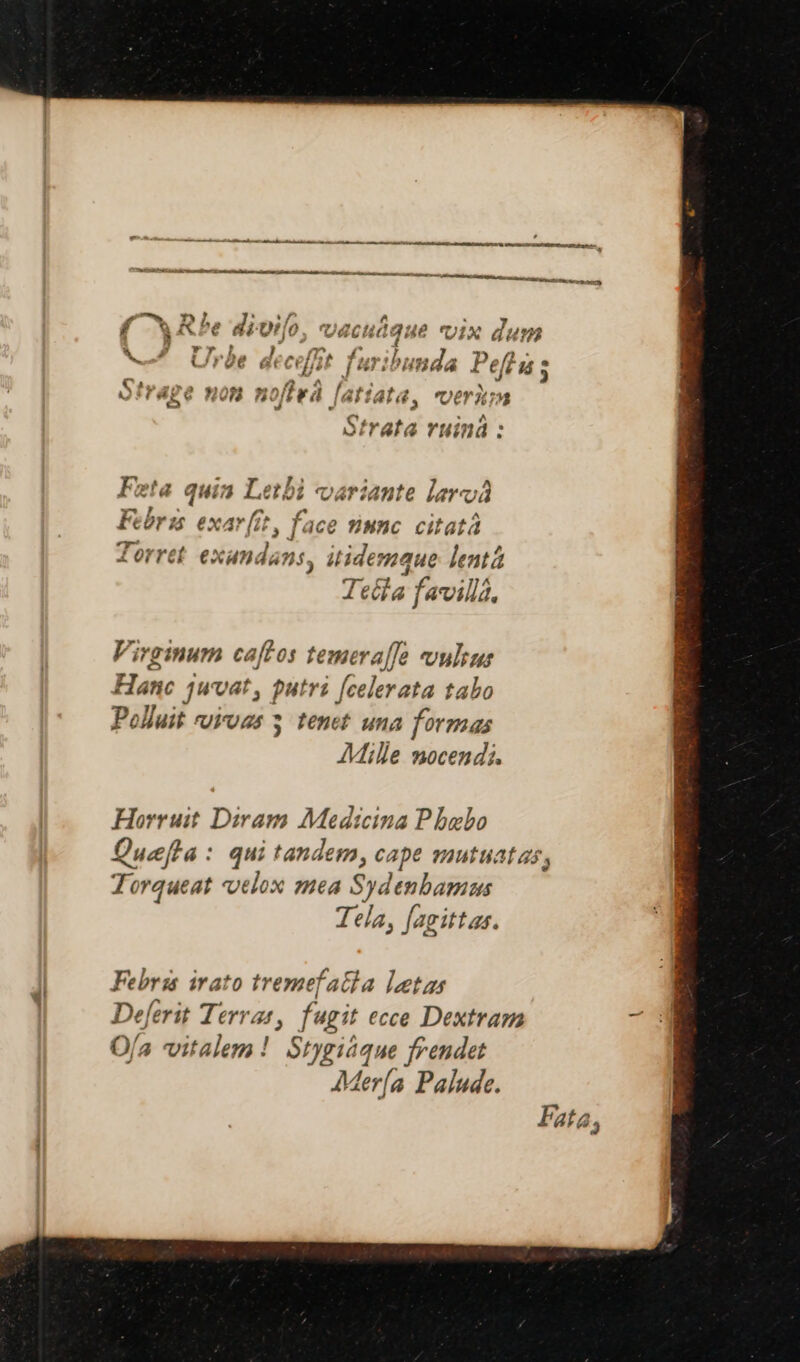 ORbe diviſo, vacuâque vix dum
Urbe deceſſit furibunda Peſtis;
Strage non noſtrâ ſatiata, verùm
Strata ruinâ:
Fæta quin Lethi variante larvâ
Febris exarſit, face nunc citatâ
Torret exundans, itidemque lentâ
Tecta favillâ.
Virginum caſtos temeraſſe vultus
Hanc juvat, putri ſcelerata tabo
Polluit vivas; tenet una formas
Mille nocendi.
Horruit Diram Medicina Phœbo
Quæſta: qui tandem, cape mutuatas,
Torqueat velox mea Sydenhamus
Tela, ſagittas.
Febris irato tremefacta letas
Deſerit Terras, fugit ecce Dextram
Oſa vitalem! Stygiâque frendet
Merſa Palude.
Fata,